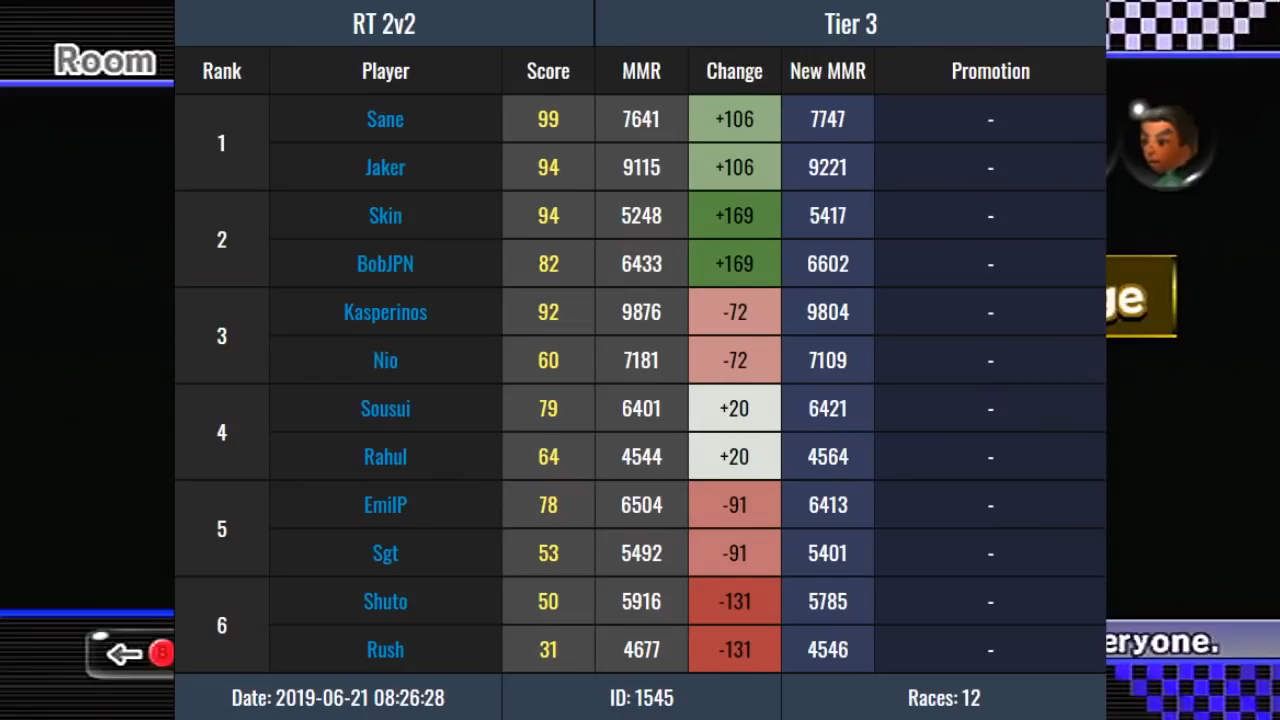 RT 2v2 Tier 3
Room
Rank Player Score MMR Change New MMR Promotion
1
Sane 99 7641 +106 7747 -
Jaker 94 9115 +106 9221 -
2
Skin 94 5248 +169 5417 -
BobJPN 82 6433 +169 6602 -
3
Kasperinos 92 9876 -72 9804 -
Nio 60 7181 -72 7109 -
4
Sousui 79 6401 +20 6421 -
Rahul 64 4544 +20 4564 -
5
EmilP 78 6504 -91 6413 -
Sgt 53 5492 -91 5401 -
6
Shuto 50 5916 -131 5785 -
Rush 31 4677 -131 4546 -
ge
B
eryone.
Date: 2019-06-21 08:26:28 ID: 1545 Races: 12